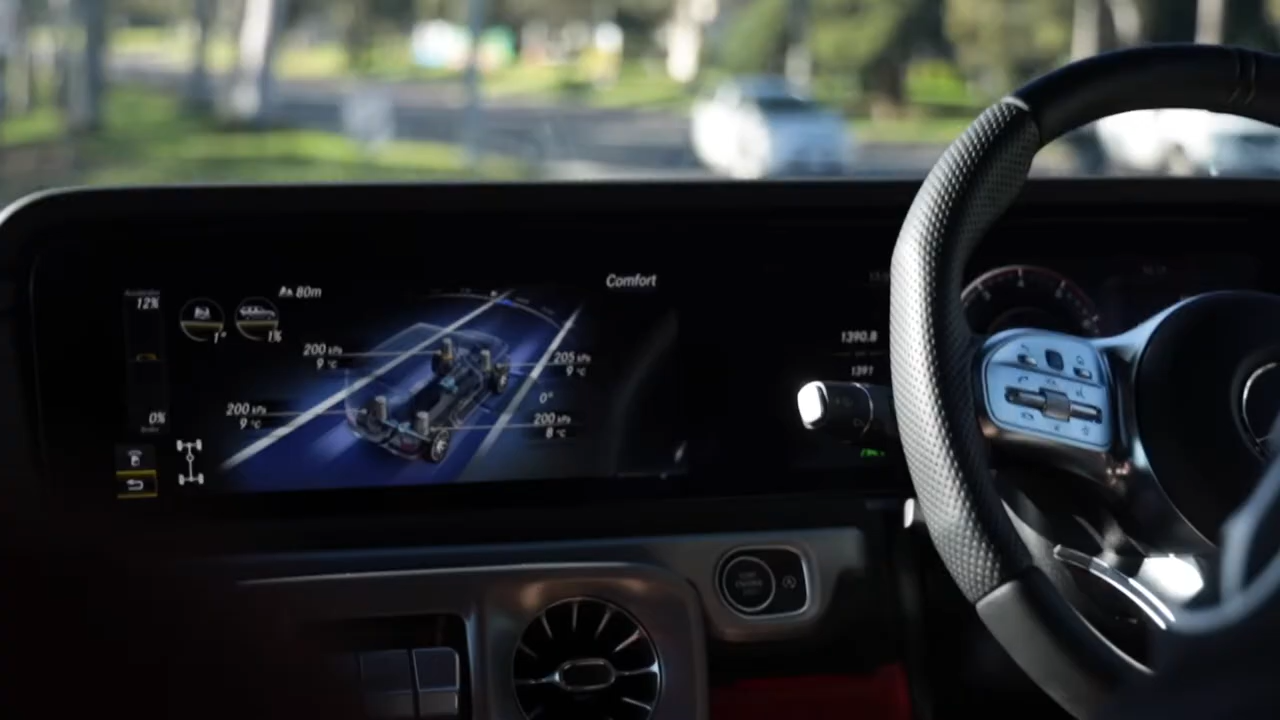 Comfort
80m
Accelerator
12%
1°
1%
200 kPa
9 °C
205 kPa
9 °C
1390.8
1391
0°
200 kPa
9 °C
200 kPa
8 °C
0%
Brake